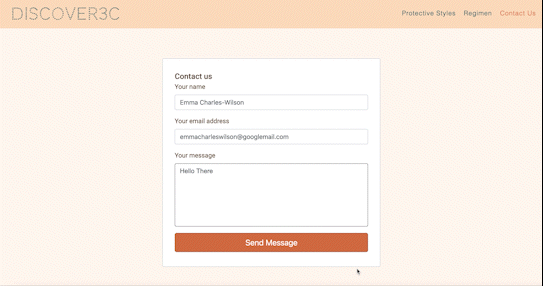 DISCOVER3C
Protective Styles Regimen Contact Us
Contact us
Your name
Emma Charles-Wilson
Your email address
emmacharleswilson@googlemail.com
Your message
Hello There
Send Message